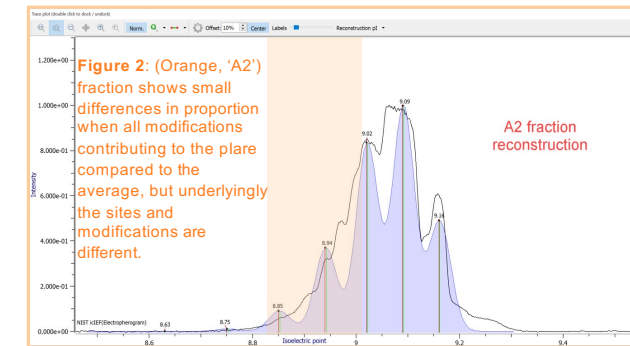 Trace plot (double click to dock / undock)
Norm. Offset: 10% Center Labels Reconstruction pI
1.200e+00
1.000e+00
8.000e-01
6.000e-01
4.000e-01
2.000e-01
0.000e+00
Intensity
Figure 2: (Orange, ‘A2’)
fraction shows small
differences in proportion
when all modifications
contributing to the plare
compared to the
average, but underlyingly
the sites and
modifications are
different.
A2 fraction
reconstruction
9.09
9.02
9.16
8.94
8.85
8.75
8.63
NIST icIEF(Electropherogram)
8.6 8.8 9 9.2 9.4
Isoelectric point